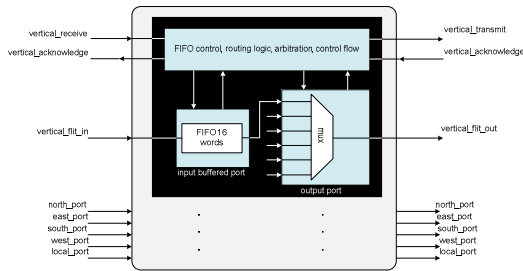 vertical_receive
vertical_acknowledge
FIFO control, routing logic, arbitration, control flow
vertical_transmit
vertical_acknowledge
vertical_flit_in
FIFO16
words
input buffered port
mux
output port
vertical_flit_out
north_port
east_port
south_port
west_port
local_port
north_port
east_port
south_port
west_port
local_port